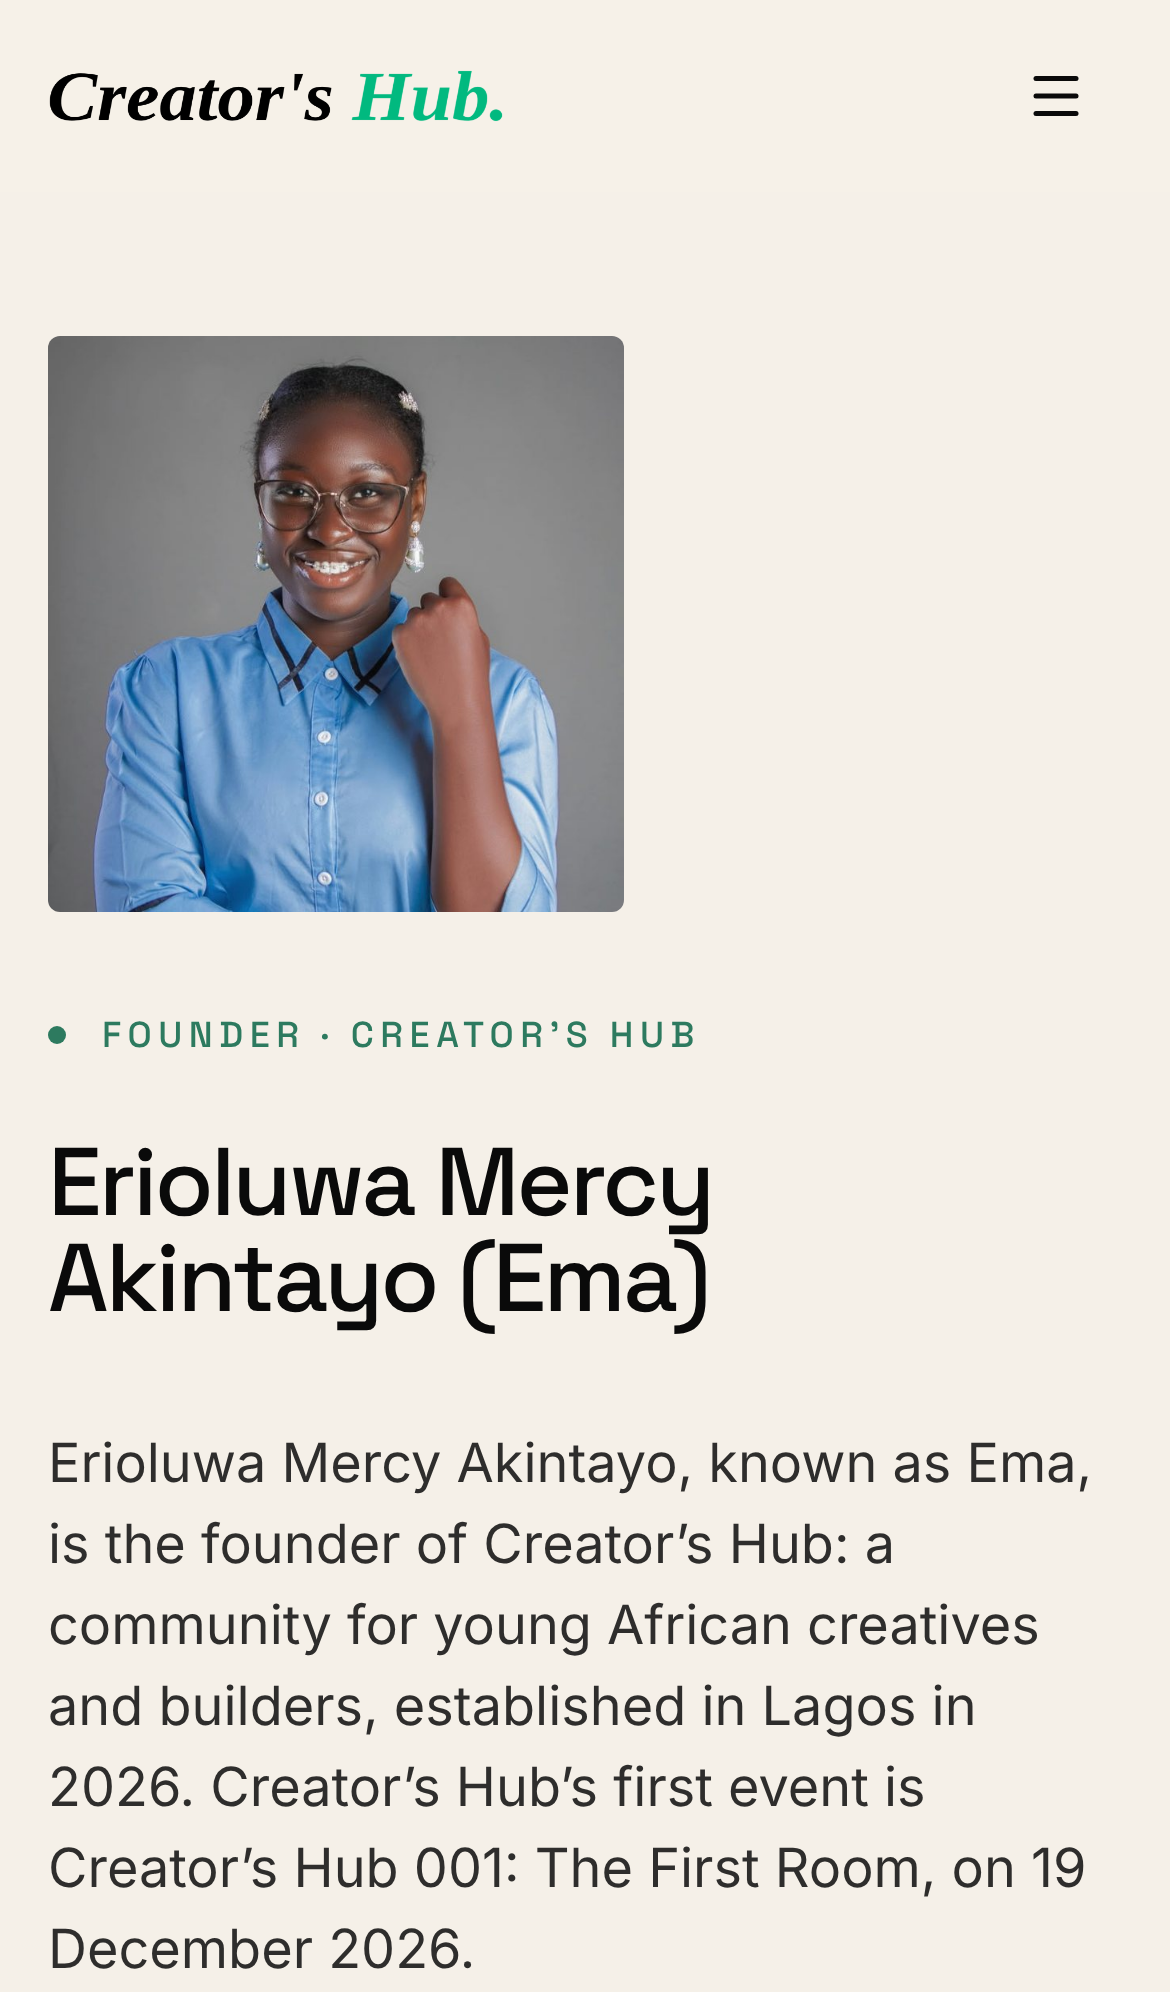 Creator's Hub.
FOUNDER · CREATOR’S HUB
Erioluwa Mercy
Akintayo (Ema)
Erioluwa Mercy Akintayo, known as Ema,
is the founder of Creator’s Hub: a
community for young African creatives
and builders, established in Lagos in
2026. Creator’s Hub’s first event is
Creator’s Hub 001: The First Room, on 19
December 2026.